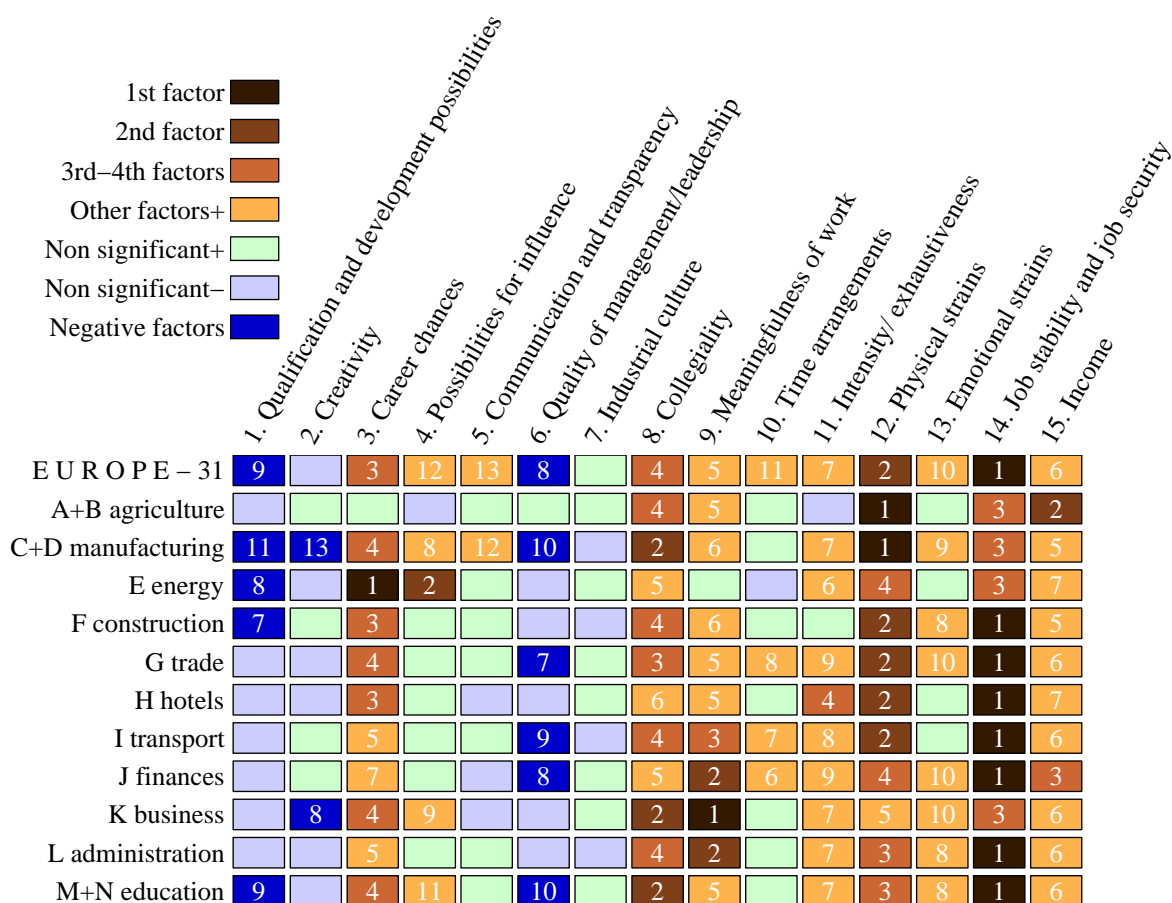 1st factor
2nd factor
3rd−4th factors
Other factors+
Non significant+
Non significant−
Negative factors
1. Qualification and development possibilities
2. Creativity
3. Career chances
4. Possibilities for influence
5. Communication and transparency
6. Quality of management/leadership
7. Industrial culture
8. Collegiality
9. Meaningfulness of work
10. Time arrangements
11. Intensity/ exhaustiveness
12. Physical strains
13. Emotional strains
14. Job stability and job security
15. Income
E U R O P E − 31 9 3 12 13 8 4 5 11 7 2 10 1 6
A+B agriculture 4 5 1 3 2
C+D manufacturing 11 13 4 8 12 10 2 6 7 1 9 3 5
E energy 8 1 2 5 6 4 3 7
F construction 7 3 4 6 2 8 1 5
G trade 4 7 3 5 8 9 2 10 1 6
H hotels 3 6 5 4 2 1 7
I transport 5 9 4 3 7 8 2 1 6
J finances 7 8 5 2 6 9 4 10 1 3
K business 8 4 9 2 1 7 5 10 3 6
L administration 5 4 2 7 3 8 1 6
M+N education 9 4 11 10 2 5 7 3 8 1 6